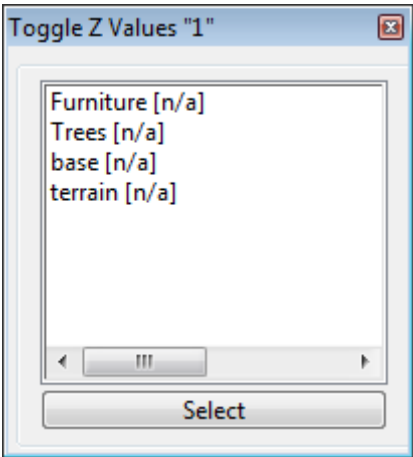 Toggle Z Values "1"
Furniture [n/a]
Trees [n/a]
base [n/a]
terrain [n/a]
Select